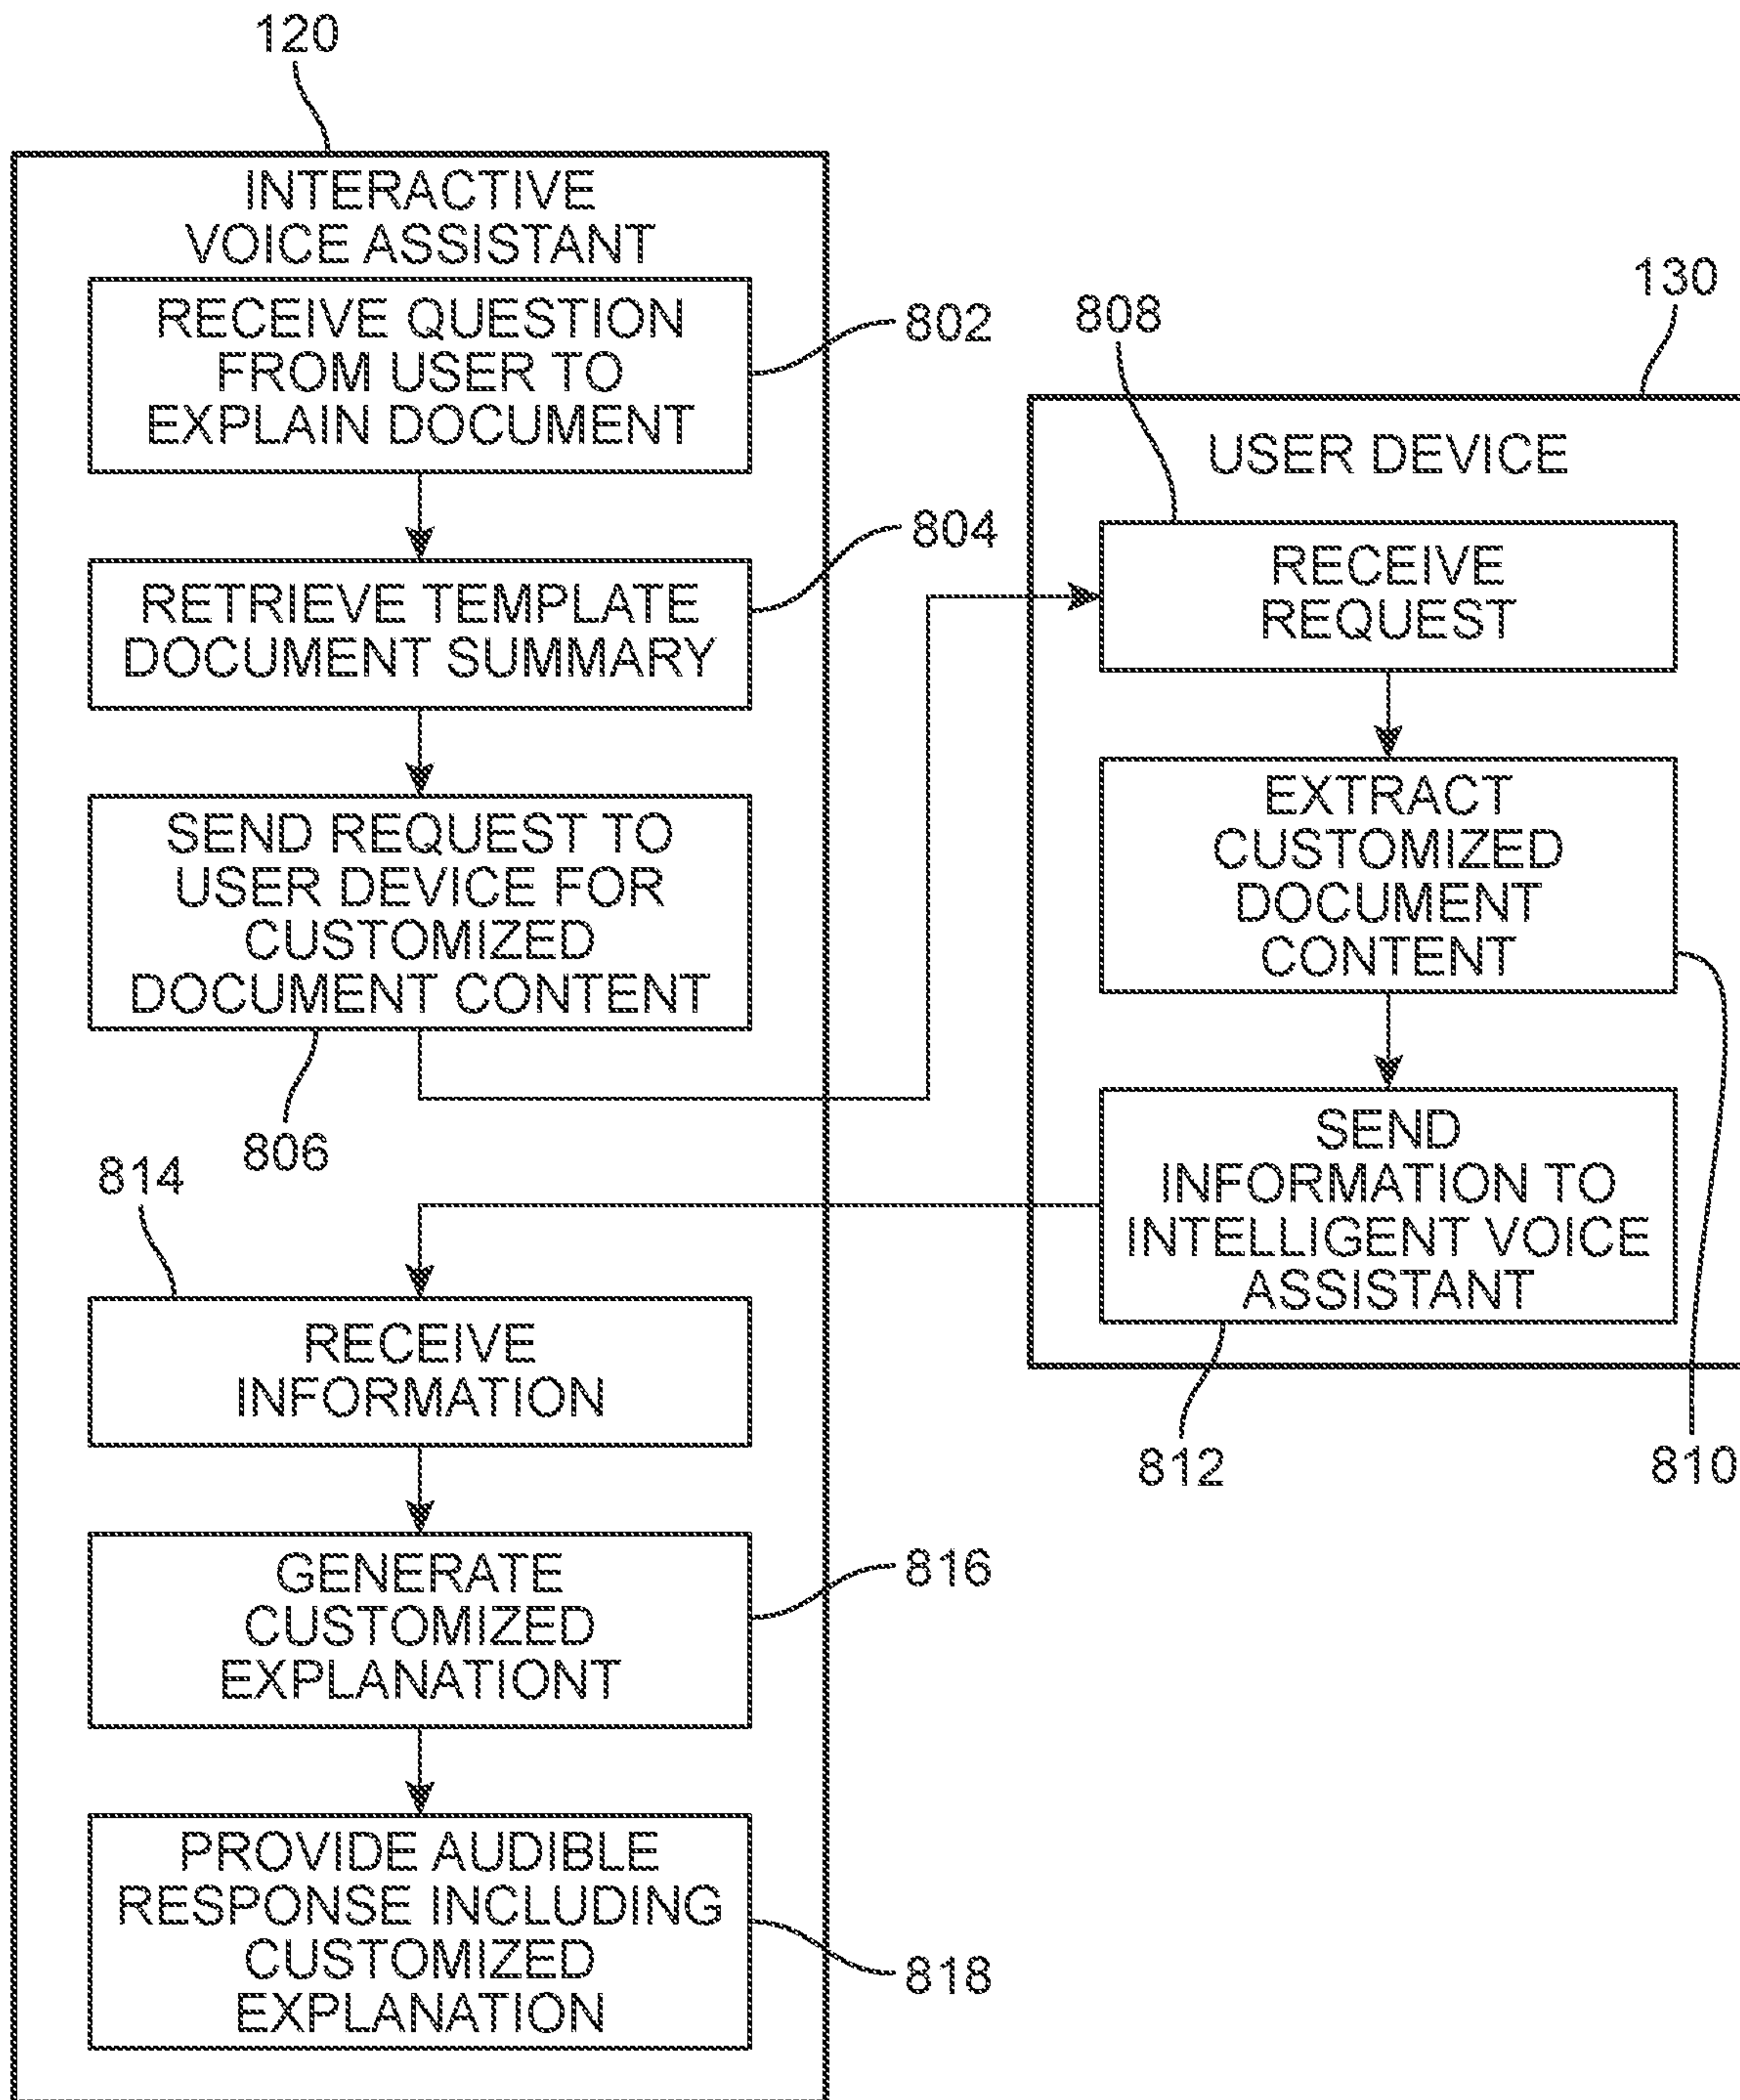 120
INTERACTIVE
VOICE ASSISTANT
RECEIVE QUESTION
FROM USER TO
EXPLAIN DOCUMENT
802
RETRIEVE TEMPLATE
DOCUMENT SUMMARY
804
SEND REQUEST TO
USER DEVICE FOR
CUSTOMIZED
DOCUMENT CONTENT
806
130
USER DEVICE
808
RECEIVE
REQUEST
EXTRACT
CUSTOMIZED
DOCUMENT
CONTENT
810
SEND
INFORMATION TO
INTELLIGENT VOICE
ASSISTANT
812
814
RECEIVE
INFORMATION
GENERATE
CUSTOMIZED
EXPLANATIONT
816
PROVIDE AUDIBLE
RESPONSE INCLUDING
CUSTOMIZED
EXPLANATION
818